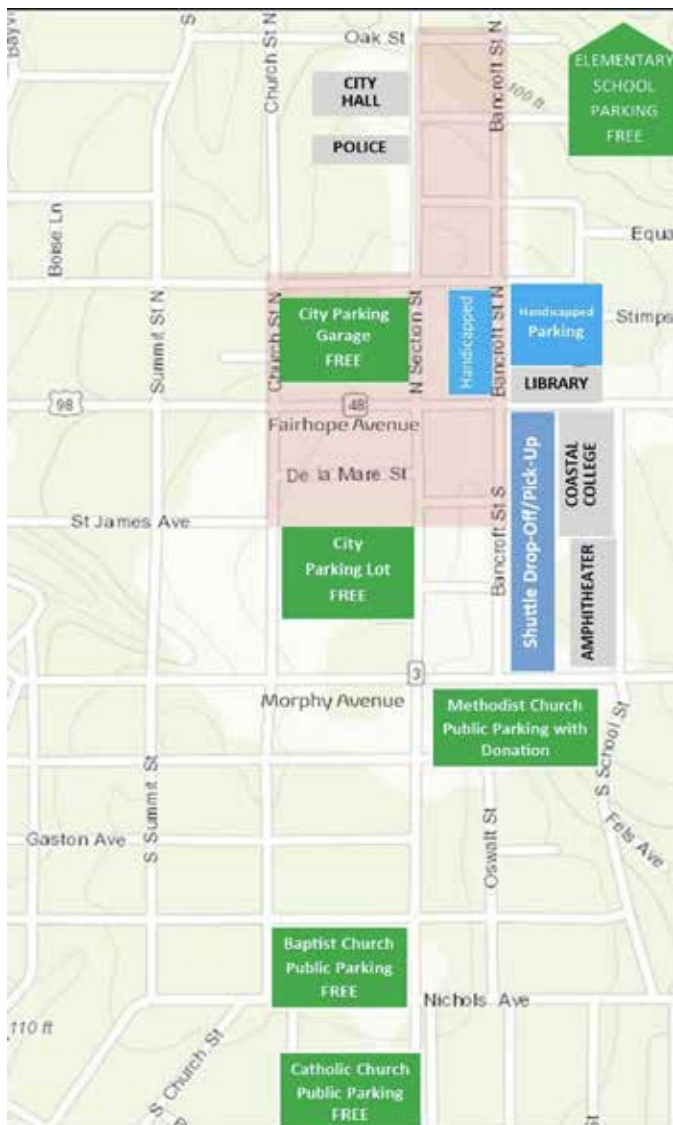 Bayvi
S
Church St N
Oak St
Bancroft St N
ELEMENTARY
SCHOOL
PARKING
FREE
CITY
HALL
100 ft
POLICE
Boise Ln
Equa
Summit St N
Church St N
City Parking
Garage
FREE
N Section St
Handicapped
Bancroft St N
Handicapped
Parking
Stimps
LIBRARY
98
48
Fairhope Avenue
De la Mare St
St James Ave
City
Parking Lot
FREE
Bancroft St S
Shuttle Drop-Off/Pick-Up
COASTAL
COLLEGE
AMPHITHEATER
3
Morphy Avenue
Methodist Church
Public Parking with
Donation
S School St
S Summit St
Gaston Ave
Oswalt St
Fels Ave
Baptist Church
Public Parking
FREE
Nichols Ave
110 ft
S Church St
Catholic Church
Public Parking
FREE
St